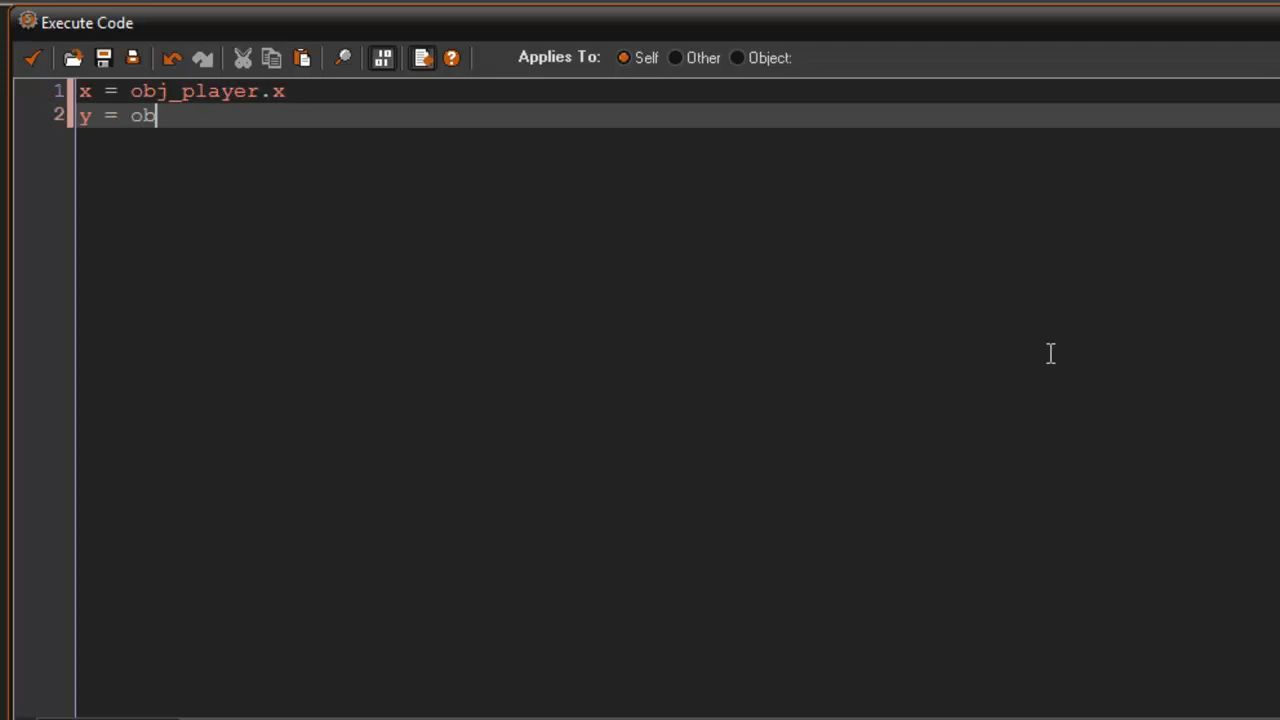 Execute Code
Applies To: Self Other Object:
1 x = obj_player.x
2 y = ob